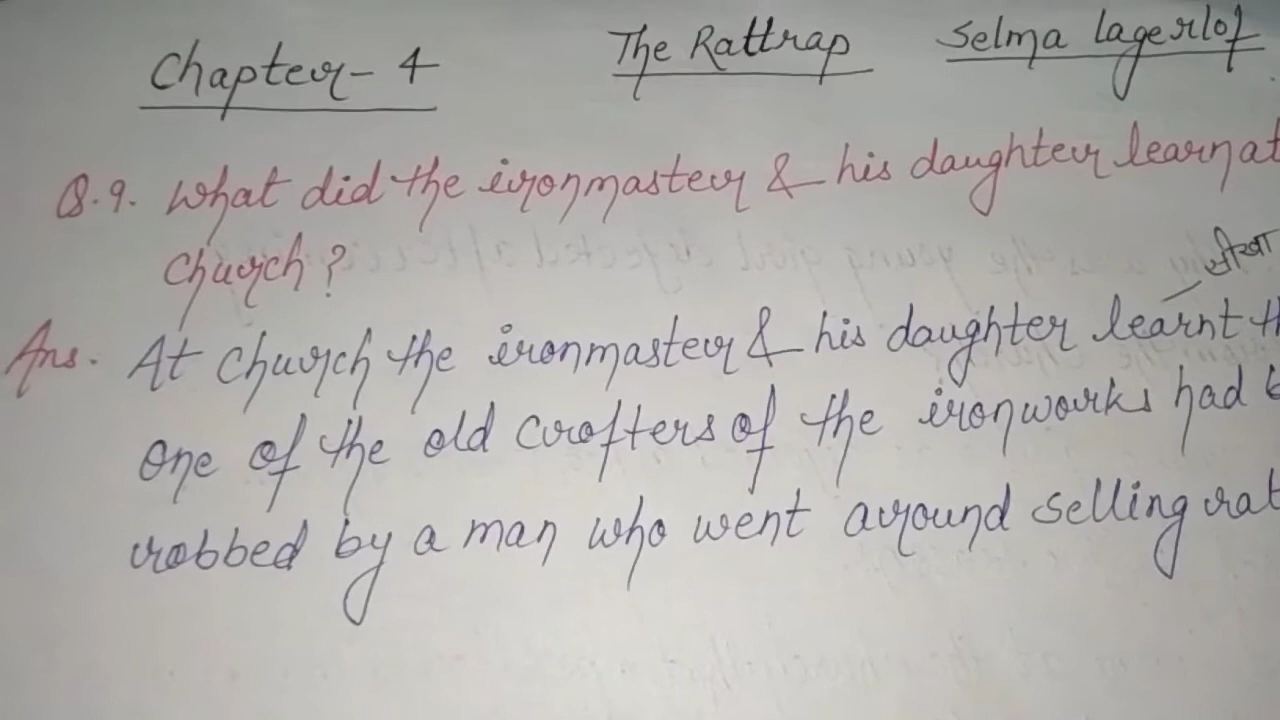 Chapter-4 The Rattrap Selma lagerlof
Q.9. What did the ironmaster & his daughter learn at
Church?
सीखा
Ans. At Church the ironmaster & his daughter learnt
one of the old crofters of the ironworks had
robbed by a man who went around selling rat